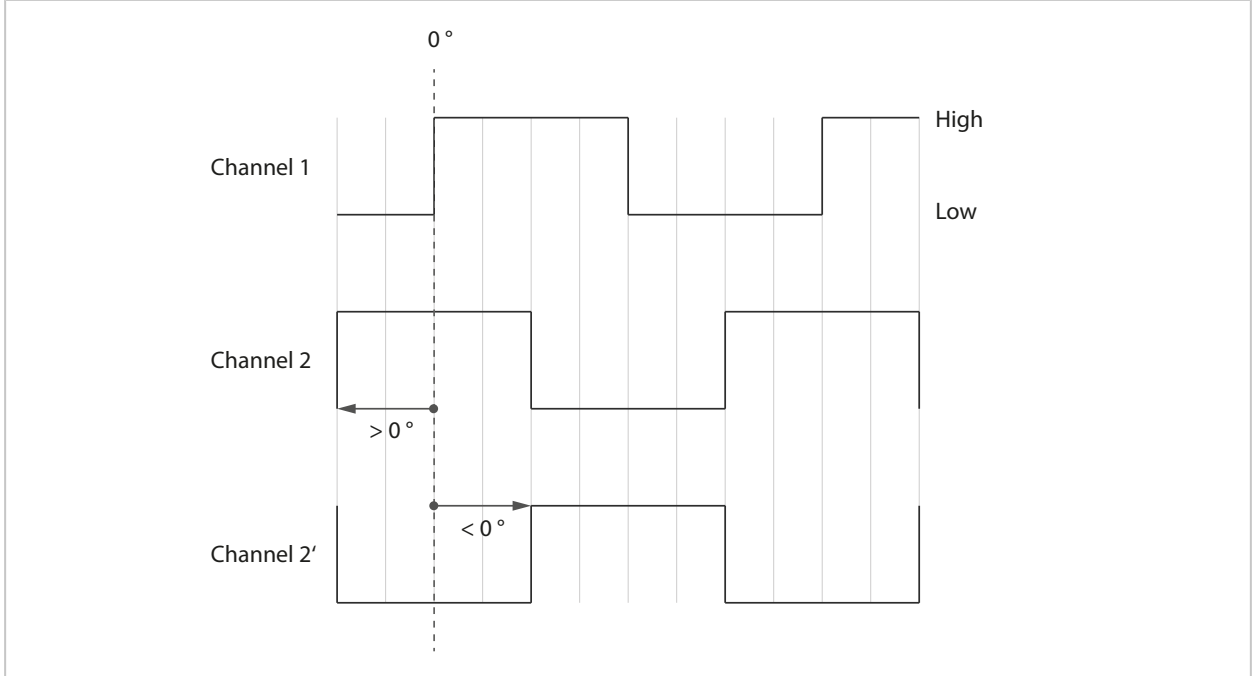 0 °
High
Channel 1
Low
Channel 2
> 0 °
< 0 °
Channel 2‘